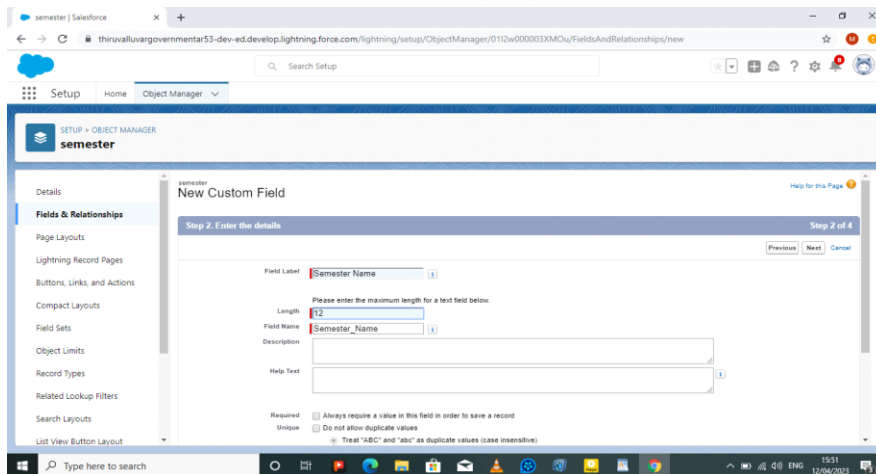 semester | Salesforce
thiruvalluvargovernmentar53-dev-ed.develop.lightning.force.com/lightning/setup/ObjectManager/01I2w000003XMOu/FieldsAndRelationships/new
M
Search Setup
Setup Home Object Manager
SETUP > OBJECT MANAGER
semester
Details
Fields & Relationships
Page Layouts
Lightning Record Pages
Buttons, Links, and Actions
Compact Layouts
Field Sets
Object Limits
Record Types
Related Lookup Filters
Search Layouts
List View Button Layout
semester
New Custom Field
Help for this Page
Step 2. Enter the details Step 2 of 4
Previous Next Cancel
Field Label Semester Name
Please enter the maximum length for a text field below.
Length 12
Field Name Semester_Name
Description
Help Text
Required Always require a value in this field in order to save a record
Unique Do not allow duplicate values
Treat "ABC" and "abc" as duplicate values (case insensitive)
Type here to search
ENG
15:51
12/04/2023